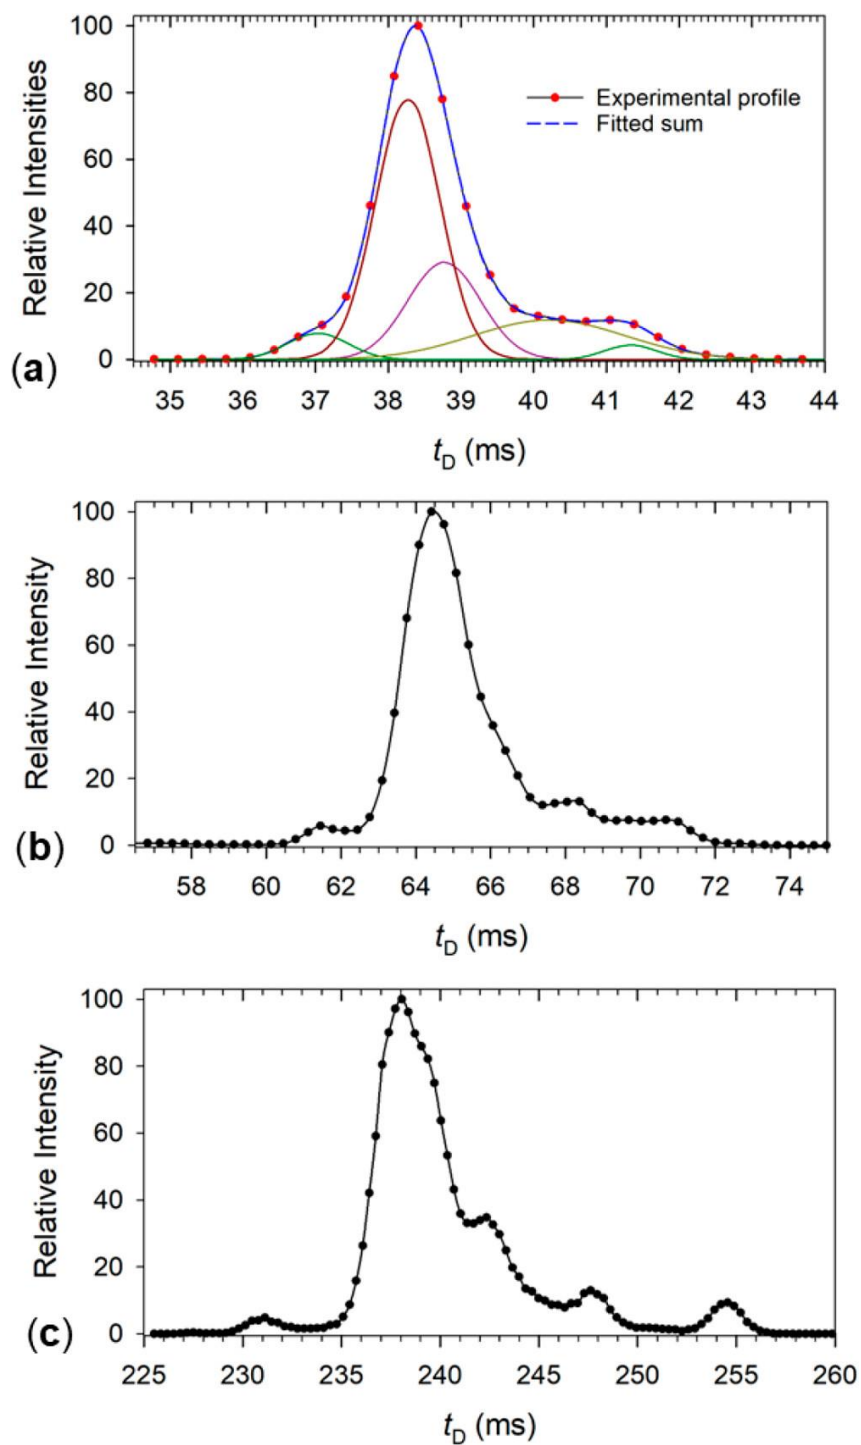 100
80
60
40
20
0
Relative Intensities
Experimental profile
Fitted sum
(a)
35 36 37 38 39 40 41 42 43 44
tD (ms)
100
80
60
40
20
0
Relative Intensity
(b)
58 60 62 64 66 68 70 72 74
tD (ms)
100
80
60
40
20
0
Relative Intensity
(c)
225 230 235 240 245 250 255 260
tD (ms)